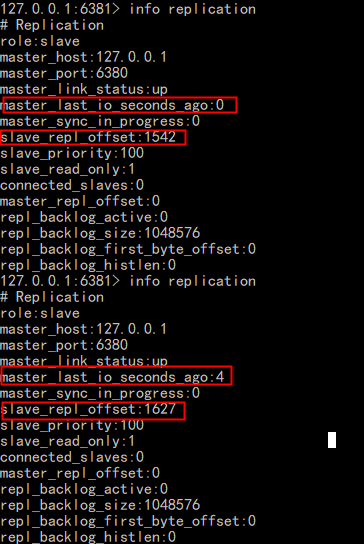 127.0.0.1:6381> info replication
# Replication
role:slave
master_host:127.0.0.1
master_port:6380
master_link_status:up
master_last_io_seconds_ago:0
master_sync_in_progress:0
slave_repl_offset:1542
slave_priority:100
slave_read_only:1
connected_slaves:0
master_repl_offset:0
repl_backlog_active:0
repl_backlog_size:1048576
repl_backlog_first_byte_offset:0
repl_backlog_histlen:0
127.0.0.1:6381> info replication
# Replication
role:slave
master_host:127.0.0.1
master_port:6380
master_link_status:up
master_last_io_seconds_ago:4
master_sync_in_progress:0
slave_repl_offset:1627
slave_priority:100
slave_read_only:1
connected_slaves:0
master_repl_offset:0
repl_backlog_active:0
repl_backlog_size:1048576
repl_backlog_first_byte_offset:0
repl_backlog_histlen:0